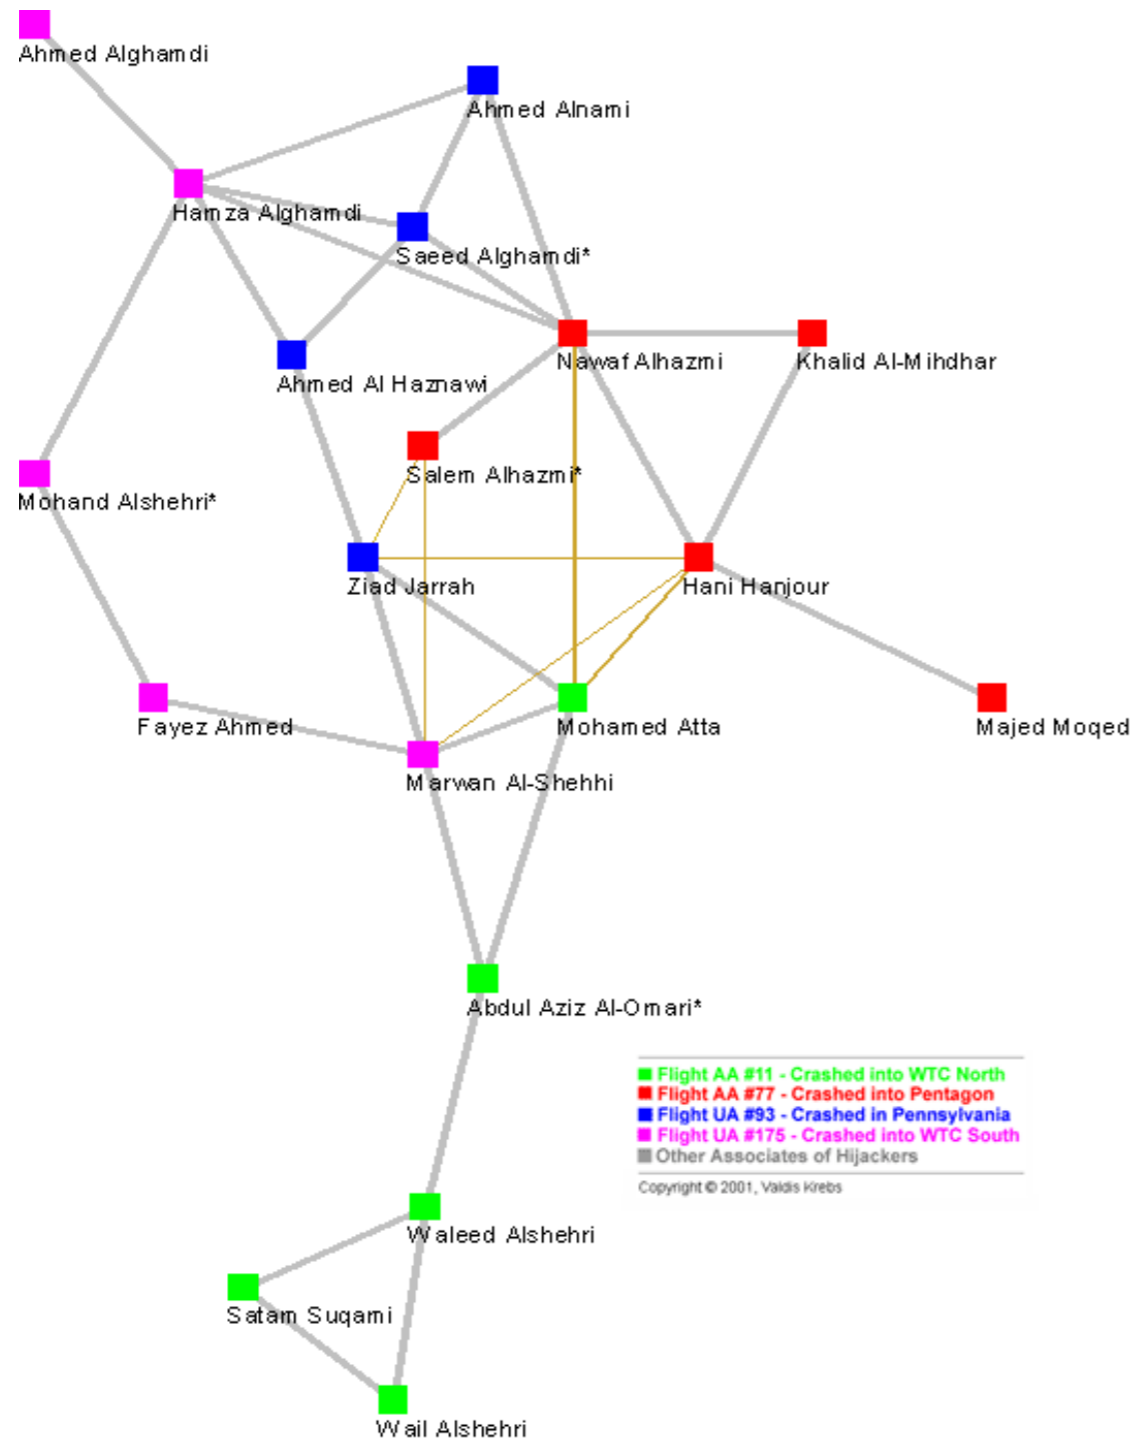 Ahmed Alghamdi
Ahmed Alnami
Hamza Alghamdi
Saeed Alghamdi*
Nawaf Alhazmi
Khalid Al-Mihdhar
Ahmed Al Haznawi
Salem Alhazmi*
Mohand Alshehri*
Ziad Jarrah
Hani Hanjour
Fayez Ahmed
Mohamed Atta
Majed Moqed
Marwan Al-Shehhi
Abdul Aziz Al-Omari*
Flight AA #11 - Crashed into WTC North
Flight AA #77 - Crashed into Pentagon
Flight UA #93 - Crashed in Pennsylvania
Flight UA #175 - Crashed into WTC South
Other Associates of Hijackers
Copyright © 2001, Valdis Krebs
Waleed Alshehri
Satam Suqami
Wail Alshehri